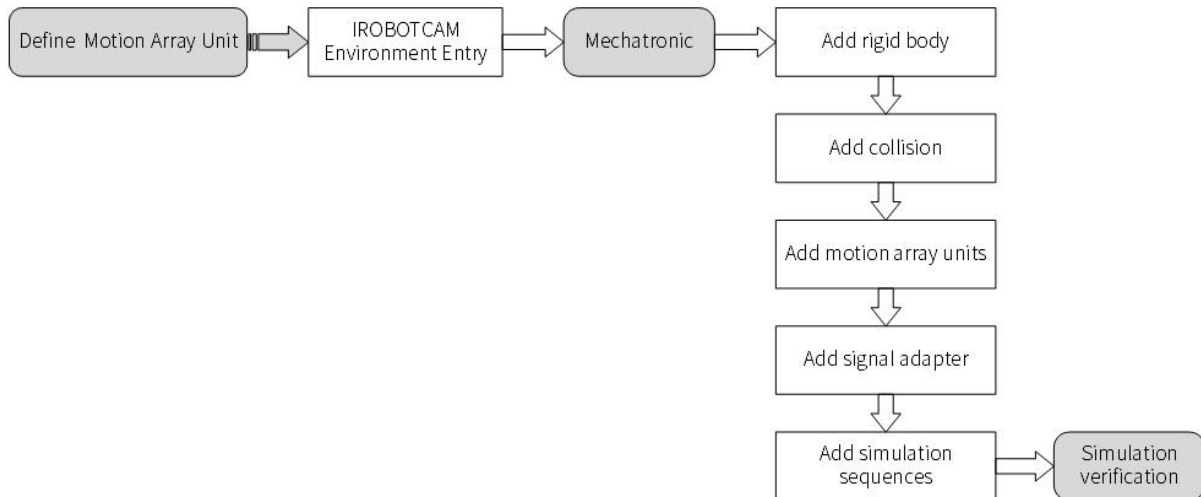 Define Motion Array Unit
IROBOTCAM
Environment Entry
Mechatronic
Add rigid body
Add collision
Add motion array units
Add signal adapter
Add simulation
sequences
Simulation
verification